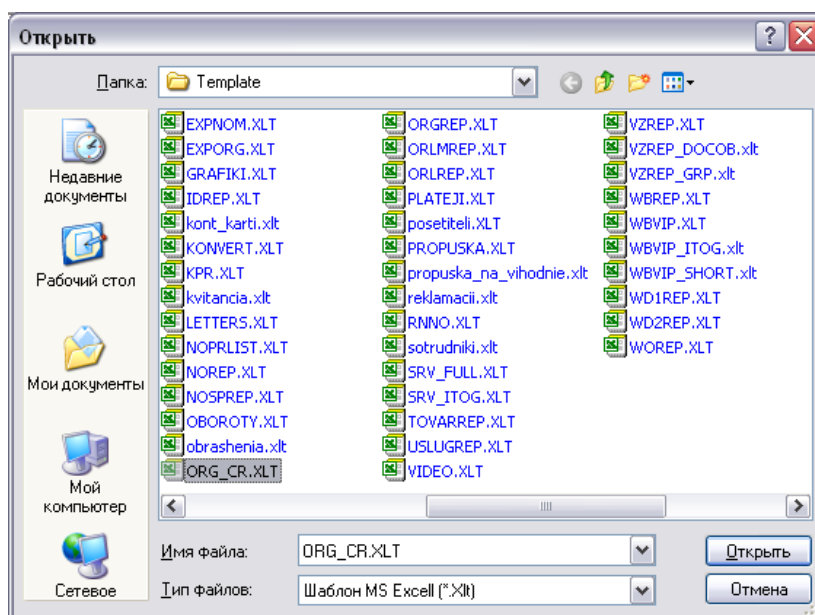 Открыть
Папка:
Template
Недавние
документы
Рабочий стол
Мои документы
Мой
компьютер
Сетевое
EXPNOM.XLT
EXPORG.XLT
GRAFIKI.XLT
IDREP.XLT
kont_karti.xlt
KONVERT.XLT
KPR.XLT
kvitancia.xlt
LETTERS.XLT
NOPRLIST.XLT
NOREP.XLT
NOSPREP.XLT
OBOROTY.XLT
obrashenia.xlt
ORG_CR.XLT
ORGREP.XLT
ORLMREP.XLT
ORLREP.XLT
PLATEJI.XLT
posetiteli.XLT
PROPUSKA.XLT
propuska_na_vihodnie.xlt
reklamacii.xlt
RNNO.XLT
sotrudniki.xlt
SRV_FULL.XLT
SRV_ITOG.XLT
TOVARREP.XLT
USLUGREP.XLT
VIDEO.XLT
VZREP.XLT
VZREP_DOCOB.xlt
VZREP_GRP.xlt
WBREP.XLT
WBVIP.XLT
WBVIP_ITOG.xlt
WBVIP_SHORT.xlt
WD1REP.XLT
WD2REP.XLT
WOREP.XLT
Имя файла:
ORG_CR.XLT
Открыть
Тип файлов:
Шаблон MS Excell (*.Xlt)
Отмена